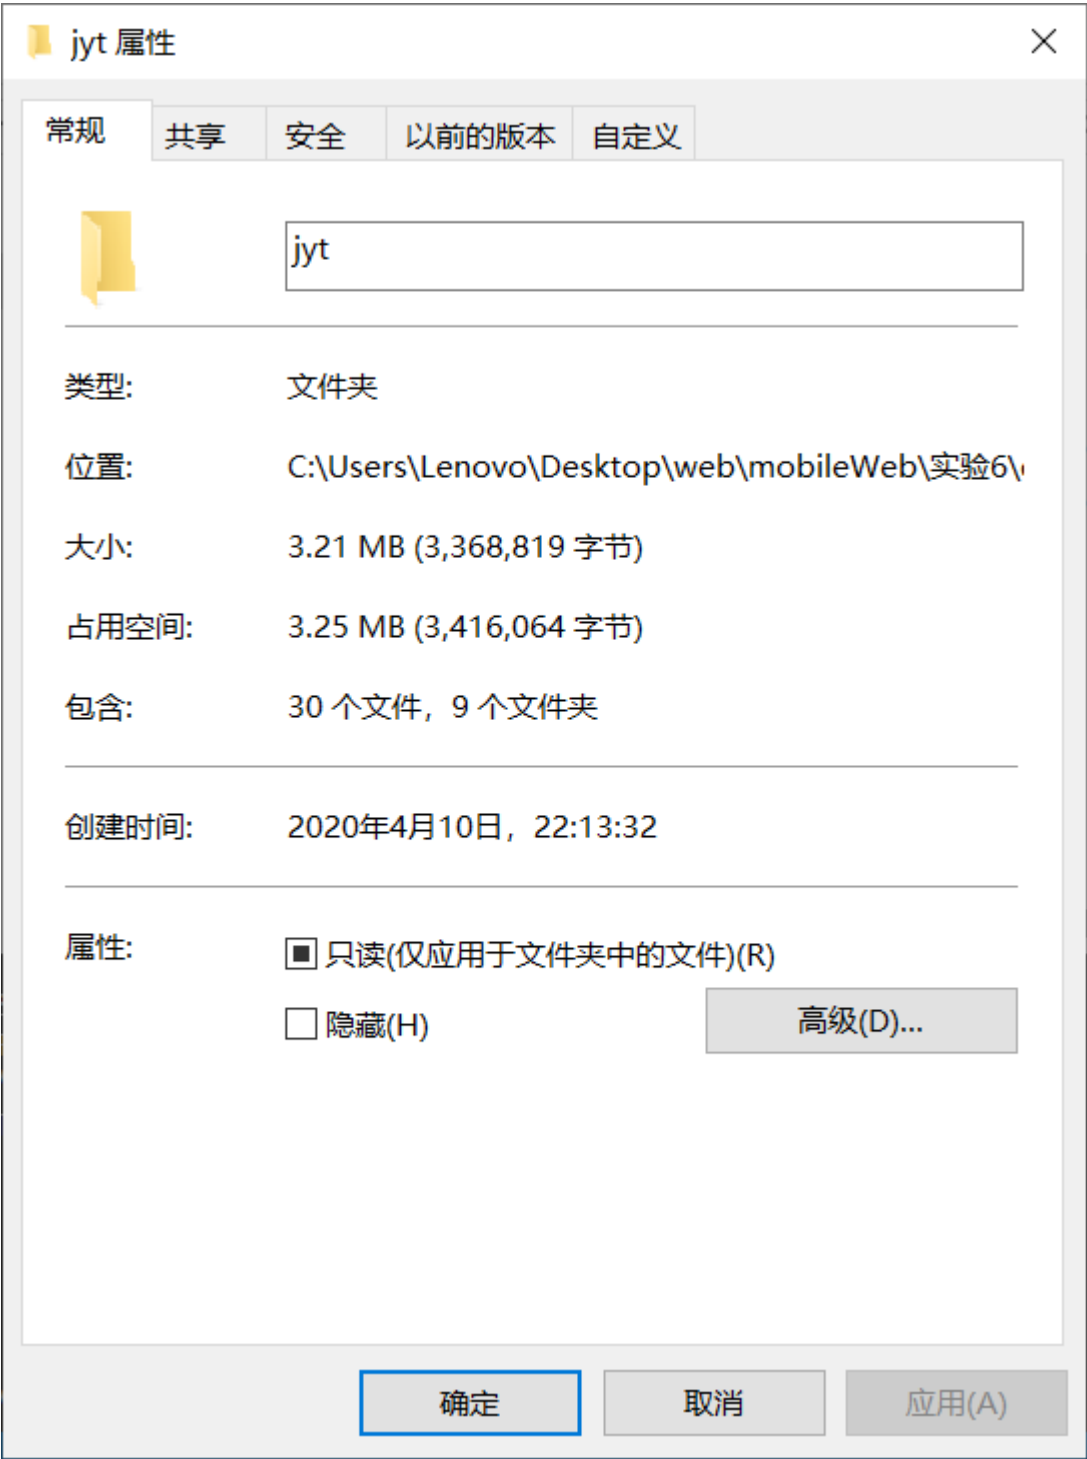 jyt 属性
常规 共享 安全 以前的版本 自定义
jyt
类型: 文件夹
位置: C:\Users\Lenovo\Desktop\web\mobileWeb\实验6\
大小: 3.21 MB (3,368,819 字节)
占用空间: 3.25 MB (3,416,064 字节)
包含: 30 个文件，9 个文件夹
创建时间: 2020年4月10日，22:13:32
属性: 只读(仅应用于文件夹中的文件)(R)
隐藏(H) 高级(D)...
确定 取消 应用(A)